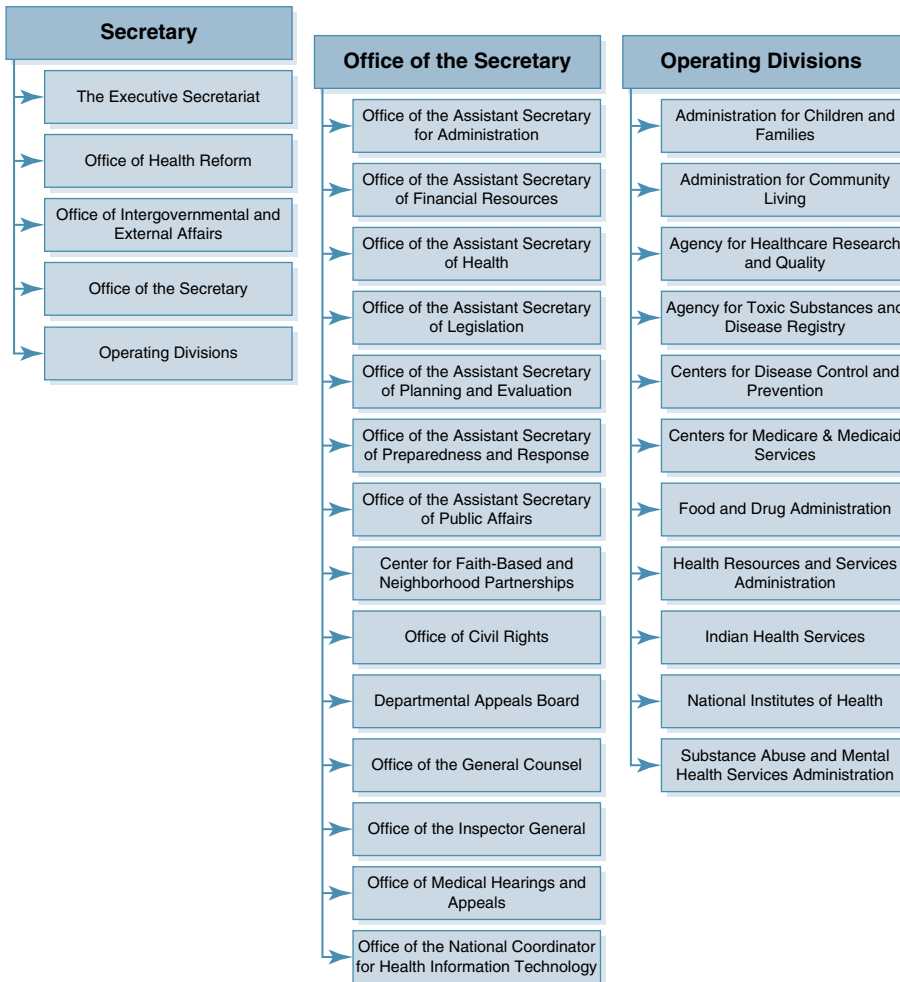 Secretary
The Executive Secretariat
Office of Health Reform
Office of Intergovernmental and
External Affairs
Office of the Secretary
Operating Divisions
Office of the Secretary
Office of the Assistant Secretary
for Administration
Office of the Assistant Secretary
of Financial Resources
Office of the Assistant Secretary
of Health
Office of the Assistant Secretary
of Legislation
Office of the Assistant Secretary
of Planning and Evaluation
Office of the Assistant Secretary
of Preparedness and Response
Office of the Assistant Secretary
of Public Affairs
Center for Faith-Based and
Neighborhood Partnerships
Office of Civil Rights
Departmental Appeals Board
Office of the General Counsel
Office of the Inspector General
Office of Medical Hearings and
Appeals
Office of the National Coordinator
for Health Information Technology
Operating Divisions
Administration for Children and
Families
Administration for Community
Living
Agency for Healthcare Research
and Quality
Agency for Toxic Substances and
Disease Registry
Centers for Disease Control and
Prevention
Centers for Medicare & Medicaid
Services
Food and Drug Administration
Health Resources and Services
Administration
Indian Health Services
National Institutes of Health
Substance Abuse and Mental
Health Services Administration